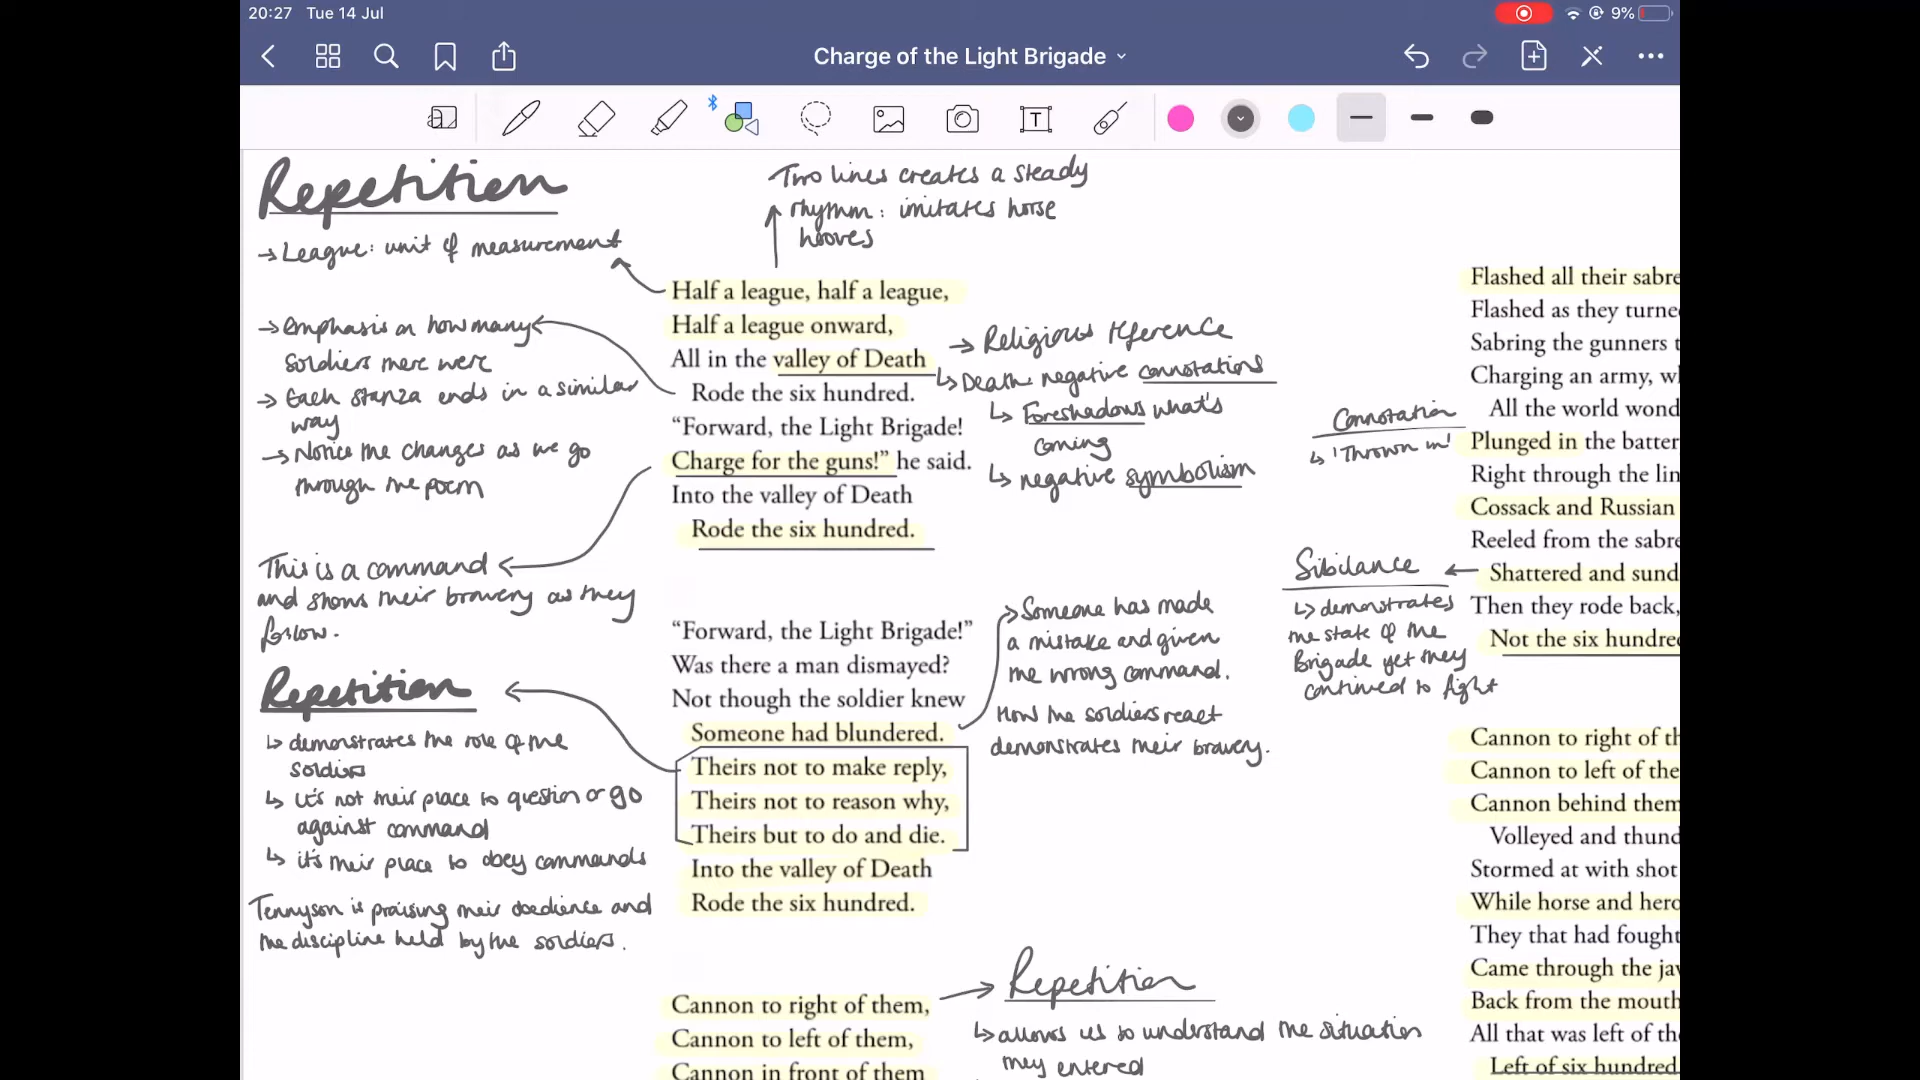 20:27 Tue 14 Jul
9%
Charge of the Light Brigade
T
Repetition
→ League: unit of measurement
→ Emphasis on how many
soldiers there were
→ Each stanza ends in a similar
way
→ Notice the changes as we go
through the poem
This is a command
and shows their bravery as they
follow.
Repetition
↳ demonstrates the role of the
soldiers
↳ it's not their place to question or go
against command
↳ it's their place to obey commands
Tennyson is praising their obedience and
the discipline held by the soldiers.
Two lines creates a steady
rhythm: imitates horse
hooves
Half a league, half a league,
Half a league onward,
All in the valley of Death
Rode the six hundred.
“Forward, the Light Brigade!
Charge for the guns!” he said.
Into the valley of Death
Rode the six hundred.
“Forward, the Light Brigade!”
Was there a man dismayed?
Not though the soldier knew
Someone had blundered.
Theirs not to make reply,
Theirs not to reason why,
Theirs but to do and die.
Into the valley of Death
Rode the six hundred.
Cannon to right of them,
Cannon to left of them,
Cannon in front of them
→ Religious reference
↳ Death: negative connotations
↳ Foreshadows what's
coming
↳ negative symbolism
→ Someone has made
a mistake and given
the wrong command.
How the soldiers react
demonstrates their bravery.
Repetition
↳ allows us to understand the situation
they entered
Connotation
↳ 'Thrown in'
Sibilance
↳ demonstrates
the state of the
Brigade yet they
continued to fight
Flashed all their sabre
Flashed as they turne
Sabring the gunners t
Charging an army, w
All the world wond
Plunged in the batter
Right through the lin
Cossack and Russian
Reeled from the sabre
Shattered and sund
Then they rode back,
Not the six hundre
Cannon to right of th
Cannon to left of the
Cannon behind them
Volleyed and thund
Stormed at with shot
While horse and hero
They that had fought
Came through the jaw
Back from the mouth
All that was left of th
Left of six hundred